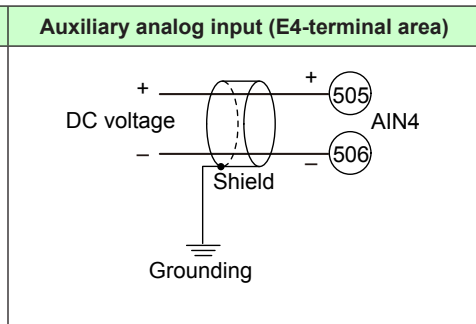 Auxiliary analog input (E4-terminal area)
+ + 505
DC voltage AIN4
– – 506
Shield
Grounding